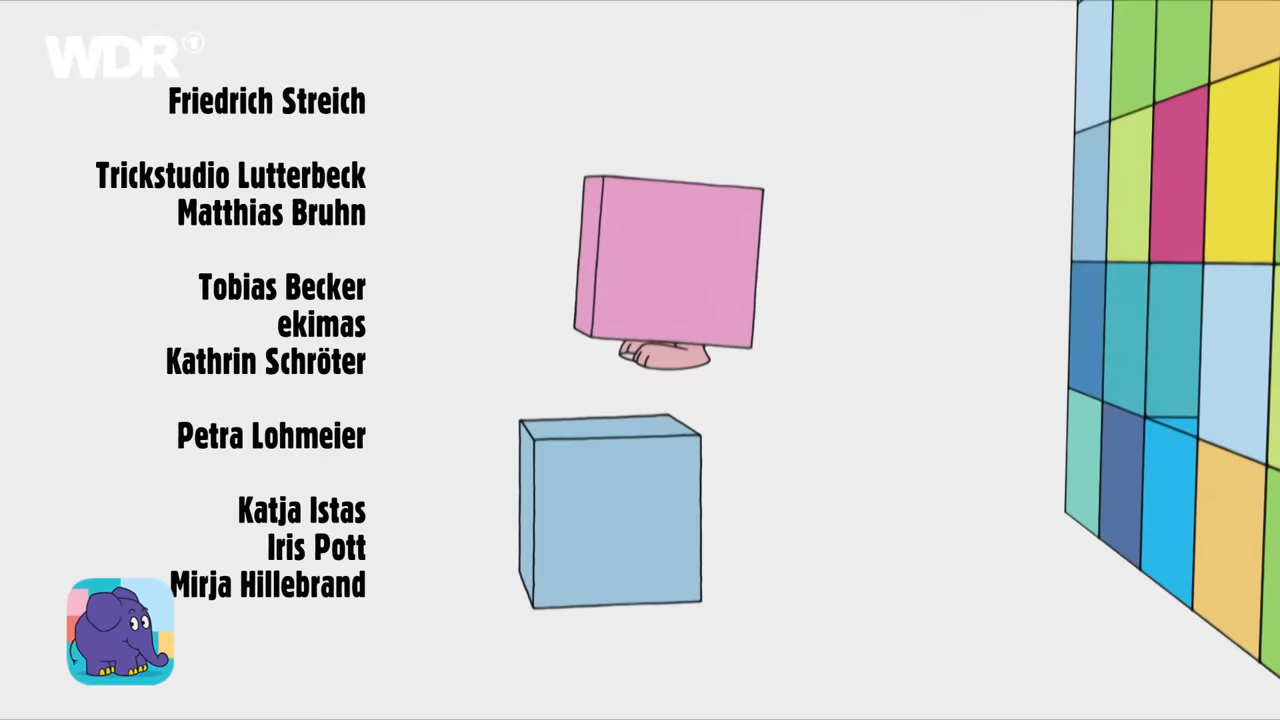 WDR 1
Friedrich Streich
Trickstudio Lutterbeck
Matthias Bruhn
Tobias Becker
ekimas
Kathrin Schröter
Petra Lohmeier
Katja Istas
Iris Pott
Mirja Hillebrand